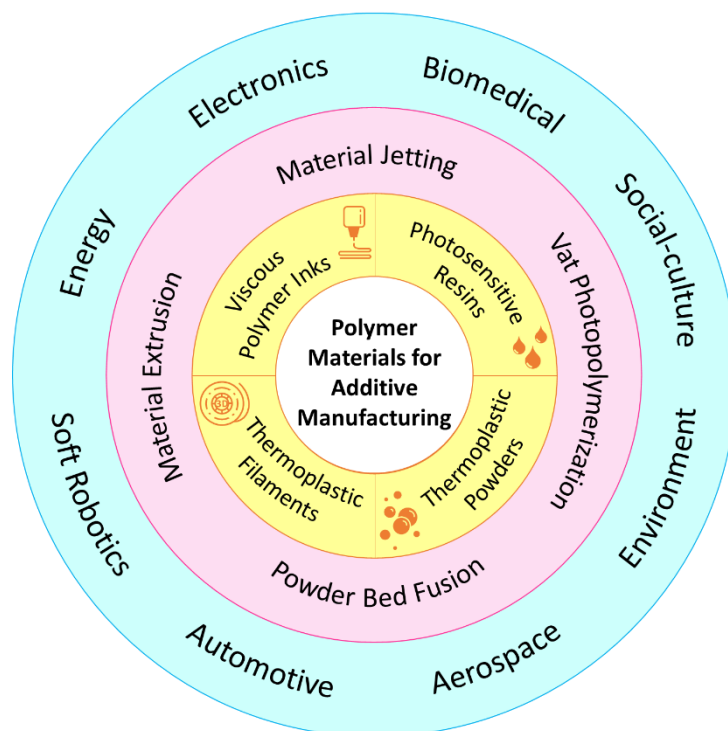 Electronics
Biomedical
Energy
Social-culture
Soft Robotics
Environment
Automotive
Aerospace
Material Jetting
Material Extrusion
Vat Photopolymerization
Powder Bed Fusion
Viscous
Polymer Inks
Photosensitive
Resins
Thermoplastic
Filaments
Thermoplastic
Powders
3D
Polymer
Materials for
Additive
Manufacturing